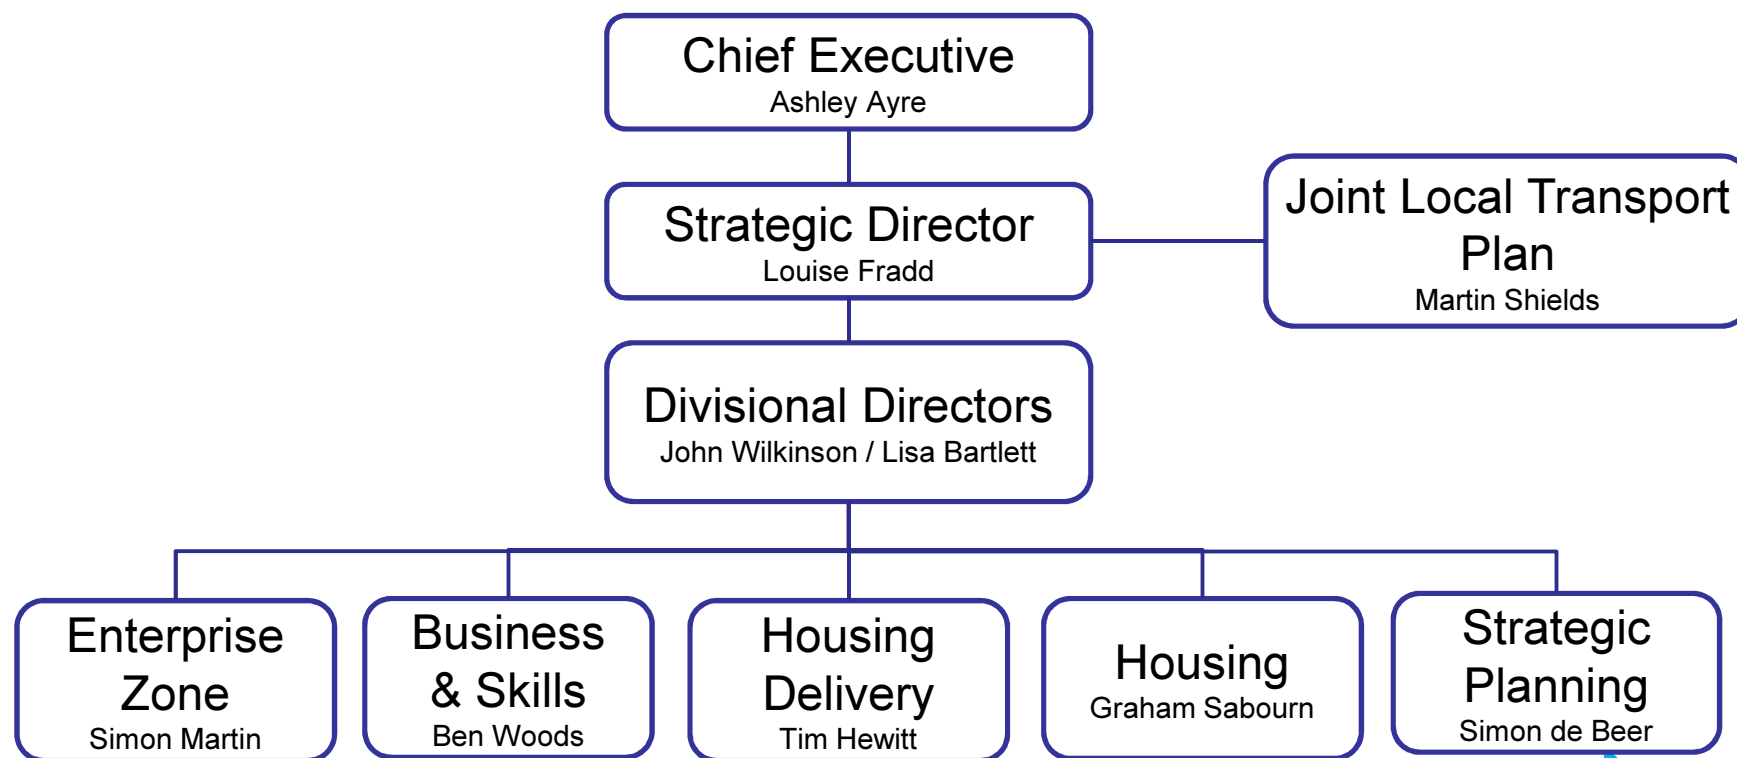 Chief Executive
Ashley Ayre
Strategic Director
Louise Fradd
Joint Local Transport
Plan
Martin Shields
Divisional Directors
John Wilkinson / Lisa Bartlett
Enterprise
Zone
Simon Martin
Business
& Skills
Ben Woods
Housing
Delivery
Tim Hewitt
Housing
Graham Sabourn
Strategic
Planning
Simon de Beer